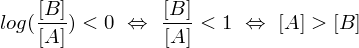 log([B]/[A]) < 0 ⇔ [B]/[A] < 1 ⇔ [A] > [B]